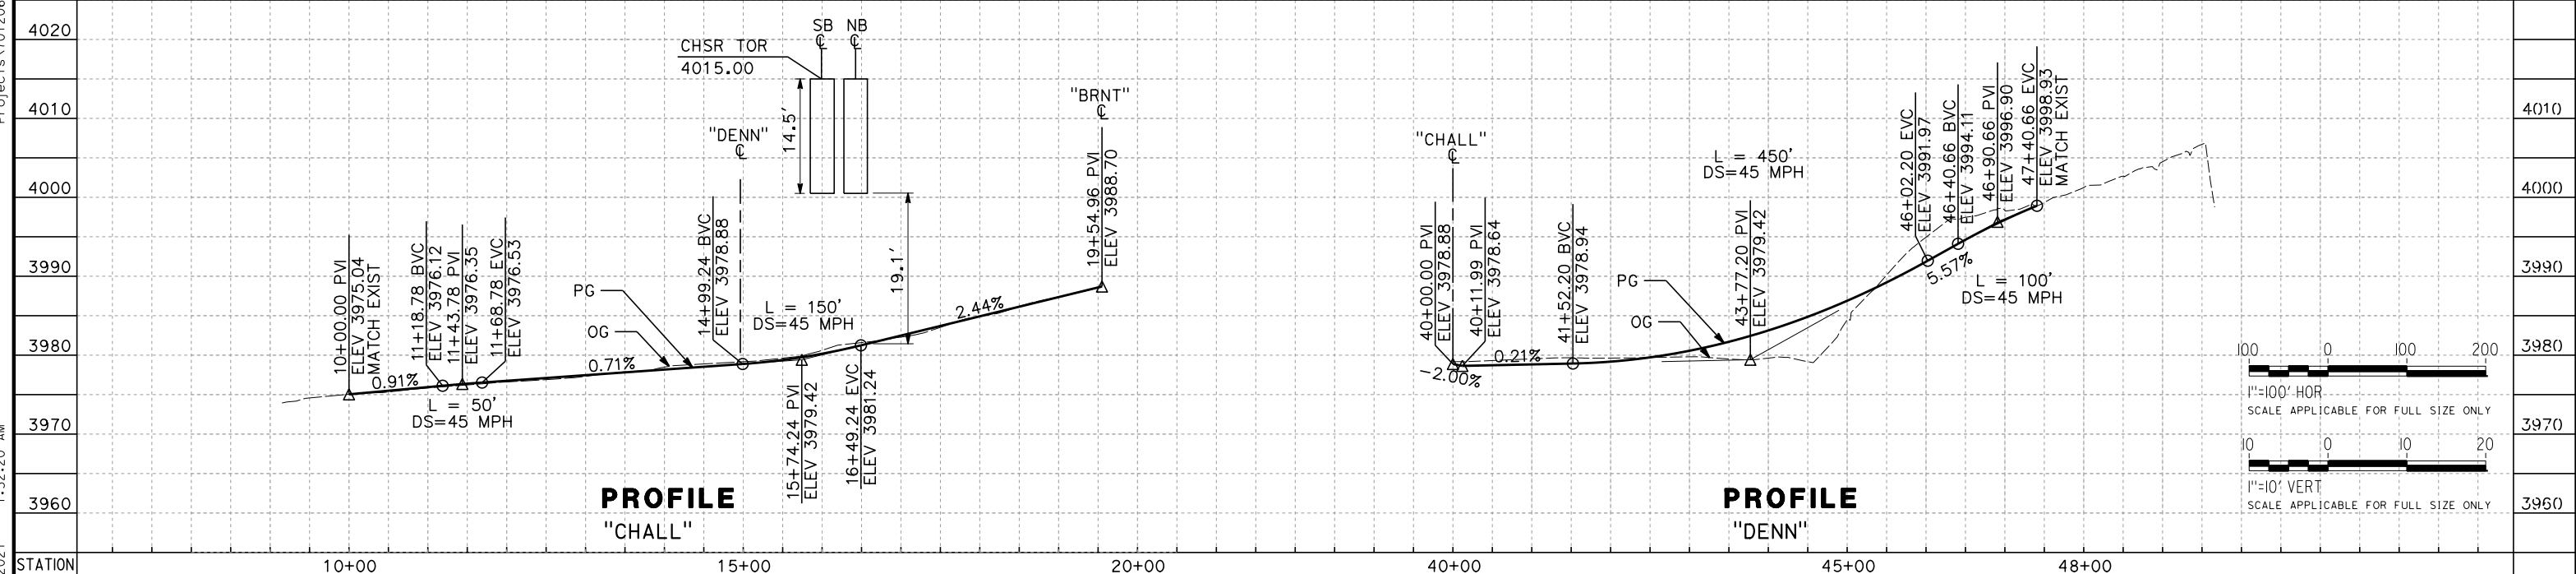 4020
4010
4000
3990
3980
3970
3960
STATION
SB NB
CHSR TOR
4015.00
14.5'
19.1'
"DENN"
"BRNT"
10+00.00 PVI
ELEV 3975.04
MATCH EXIST
11+18.78 BVC
ELEV 3976.12
11+43.78 PVI
ELEV 3976.35
11+68.78 EVC
ELEV 3976.53
14+99.24 BVC
ELEV 3978.88
15+74.24 PVI
ELEV 3979.42
16+49.24 EVC
ELEV 3981.24
19+54.96 PVI
ELEV 3988.70
0.91%
L = 50'
DS=45 MPH
PG
OG
0.71%
L = 150'
DS=45 MPH
2.44%
PROFILE
"CHALL"
10+00
15+00
20+00
"CHALL"
40+00.00 PVI
ELEV 3978.88
40+11.99 PVI
ELEV 3978.64
41+52.20 BVC
ELEV 3978.94
43+77.20 PVI
ELEV 3979.42
46+02.20 EVC
ELEV 3991.97
46+40.66 BVC
ELEV 3994.11
46+90.66 PVI
ELEV 3996.90
47+40.66 EVC
ELEV 3998.93
MATCH EXIST
-2.00%
0.21%
PG
OG
L = 450'
DS=45 MPH
5.57%
L = 100'
DS=45 MPH
PROFILE
"DENN"
40+00
45+00
48+00
100 0 100 200
1"=100' HOR
SCALE APPLICABLE FOR FULL SIZE ONLY
10 0 10 20
1"=10' VERT
SCALE APPLICABLE FOR FULL SIZE ONLY
4010
4000
3990
3980
3970
3960